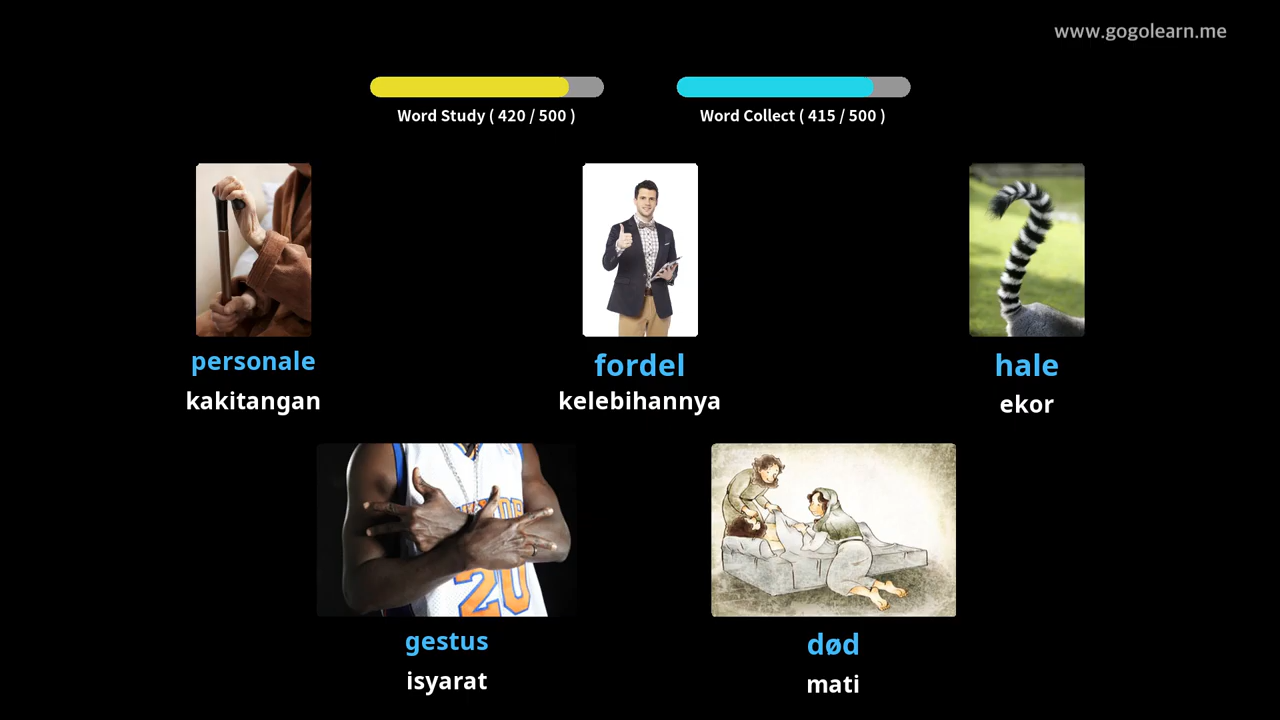 www.gogolearn.me
Word Study ( 420 / 500 )
Word Collect ( 415 / 500 )
personale
kakitangan
fordel
kelebihannya
hale
ekor
20
gestus
isyarat
død
mati